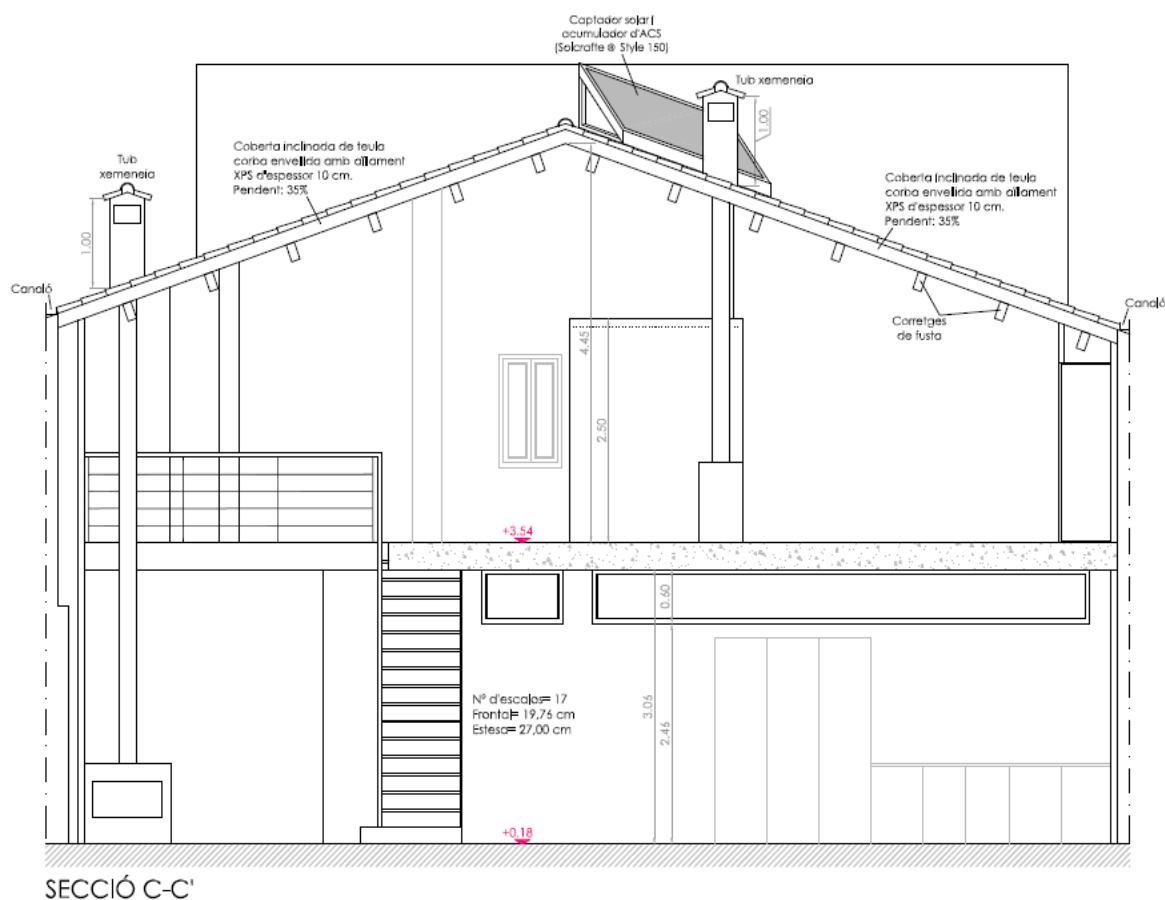 Captador solar i
acumulador d'ACS
(Solcrafte @ Style 150)
Tub xemeneia
1.00
Coberta inclinada de teula
corba envellida amb aïllament
XPS d'espessor 10 cm.
Pendent: 35%
Tub
xemeneia
1.00
Canaló
Coberta inclinada de teula
corba envellida amb aïllament
XPS d'espessor 10 cm.
Pendent: 35%
Canaló
Corretges
de fusta
4.45
2.50
+3.54
0.60
3.06
2.46
Nº d'escalos= 17
Frontal= 19,76 cm
Estesa= 27,00 cm
+0.18
SECCIÓ C-C'